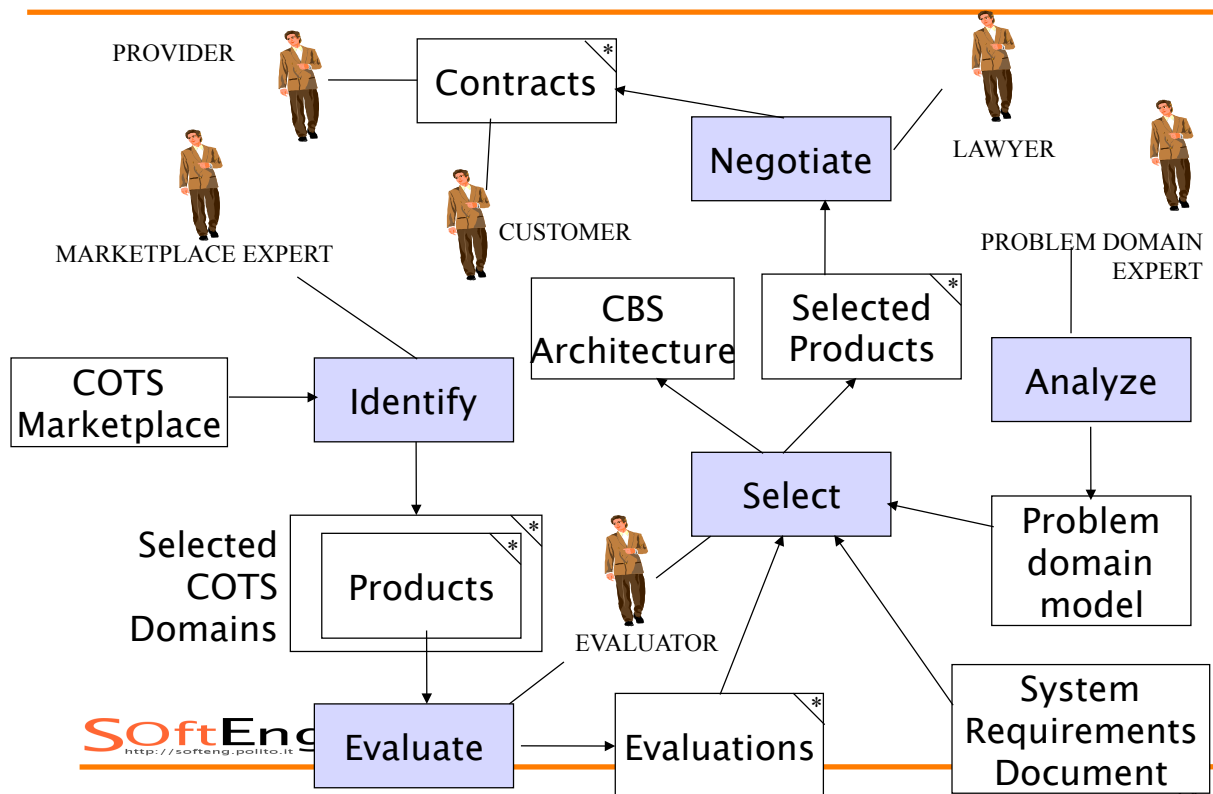 PROVIDER
*
Contracts
MARKETPLACE EXPERT
CUSTOMER
Negotiate
LAWYER
PROBLEM DOMAIN
EXPERT
COTS
Marketplace
Identify
CBS
Architecture
*
Selected
Products
Analyze
Select
Selected
COTS
Domains
*
*
Products
EVALUATOR
Problem
domain
model
SOftEng
http://softeng.polito.it
Evaluate
*
Evaluations
System
Requirements
Document